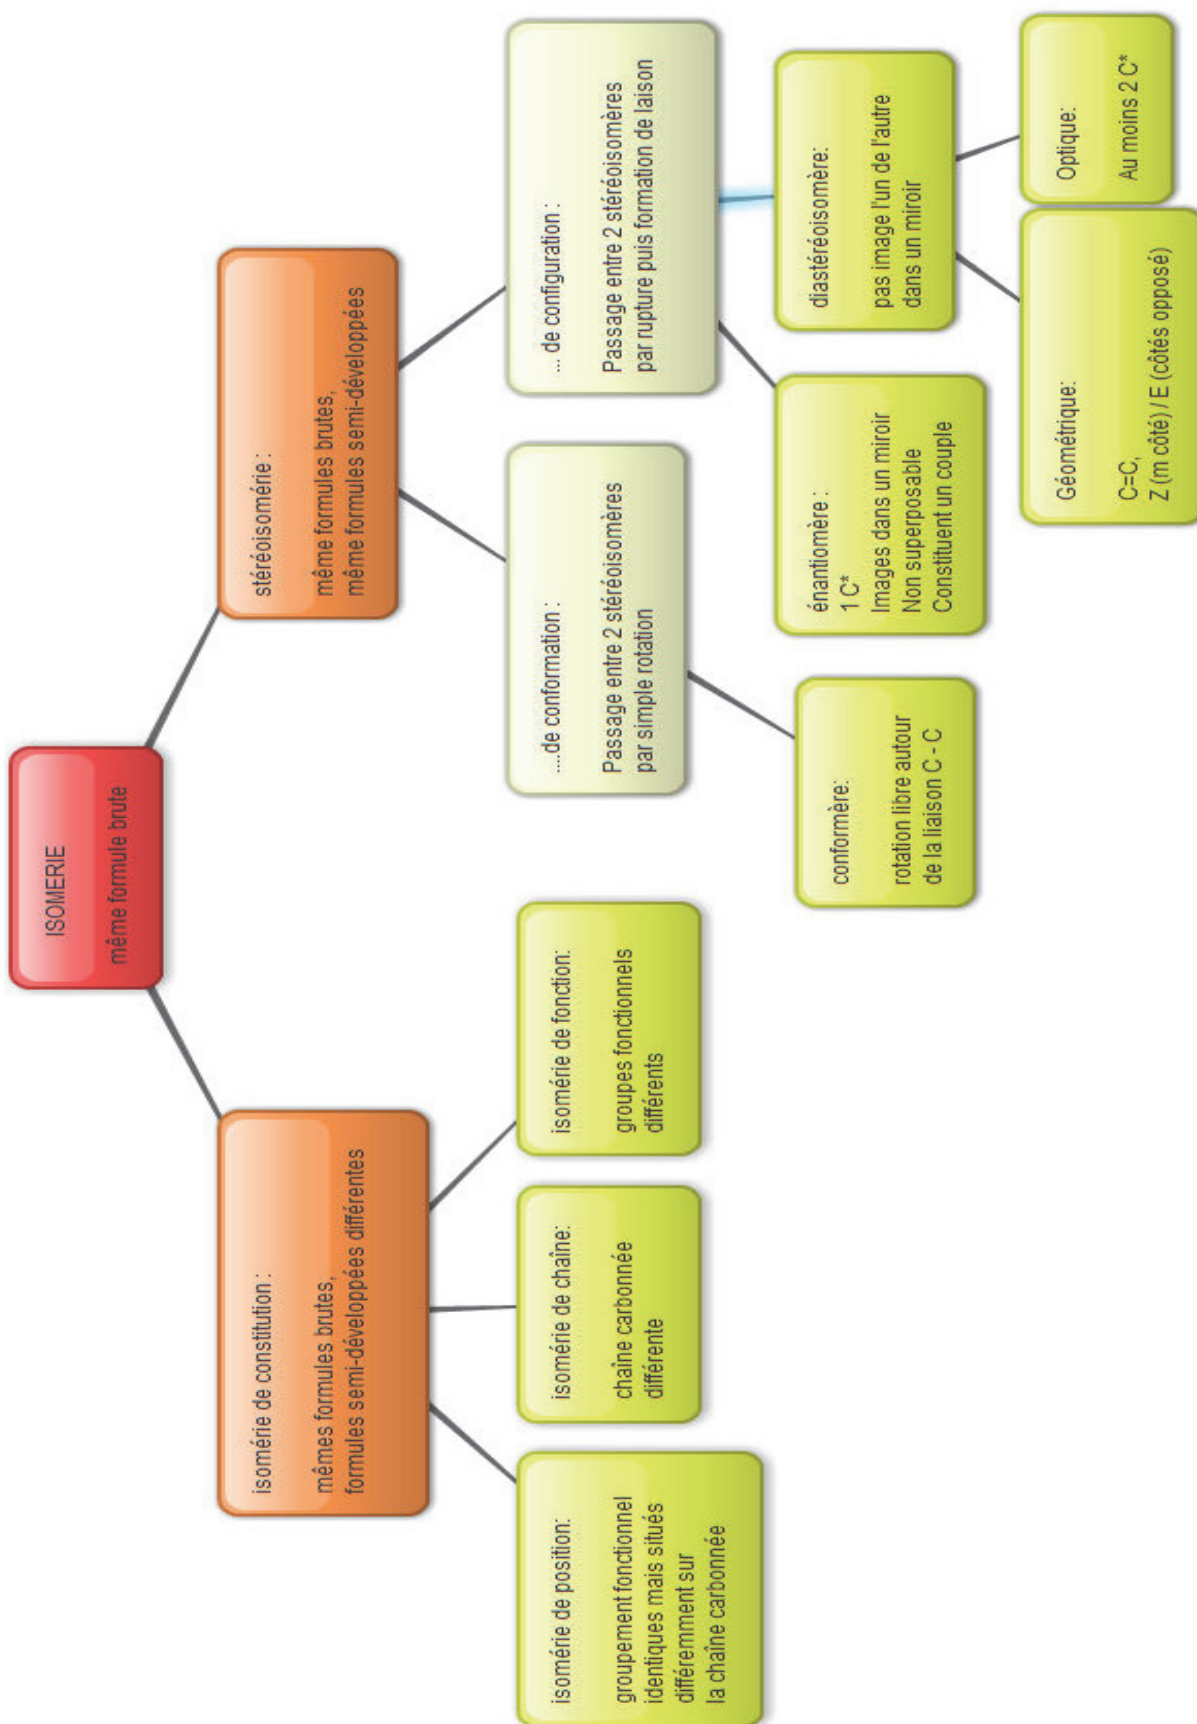 ISOMERIE
même formule brute
isomérie de constitution :
mêmes formules brutes,
formules semi-développées différentes
stéréoisomérie :
même formules brutes,
même formules semi-développées
isomérie de position:
groupement fonctionnel
identiques mais situés
différemment sur
la chaîne carbonnée
isomérie de chaîne:
chaîne carbonnée
différente
isomérie de fonction:
groupes fonctionnels
différents
....de conformation :
Passage entre 2 stéréoisomères
par simple rotation
... de configuration :
Passage entre 2 stéréoisomères
par rupture puis formation de laison
conformère:
rotation libre autour
de la liaison C - C
énantiomère :
1 C*
Images dans un miroir
Non superposable
Constituent un couple
diastéréoisomère:
pas image l'un de l'autre
dans un miroir
Géométrique:
C=C,
Z (m côté) / E (côtés opposé)
Optique:
Au moins 2 C*